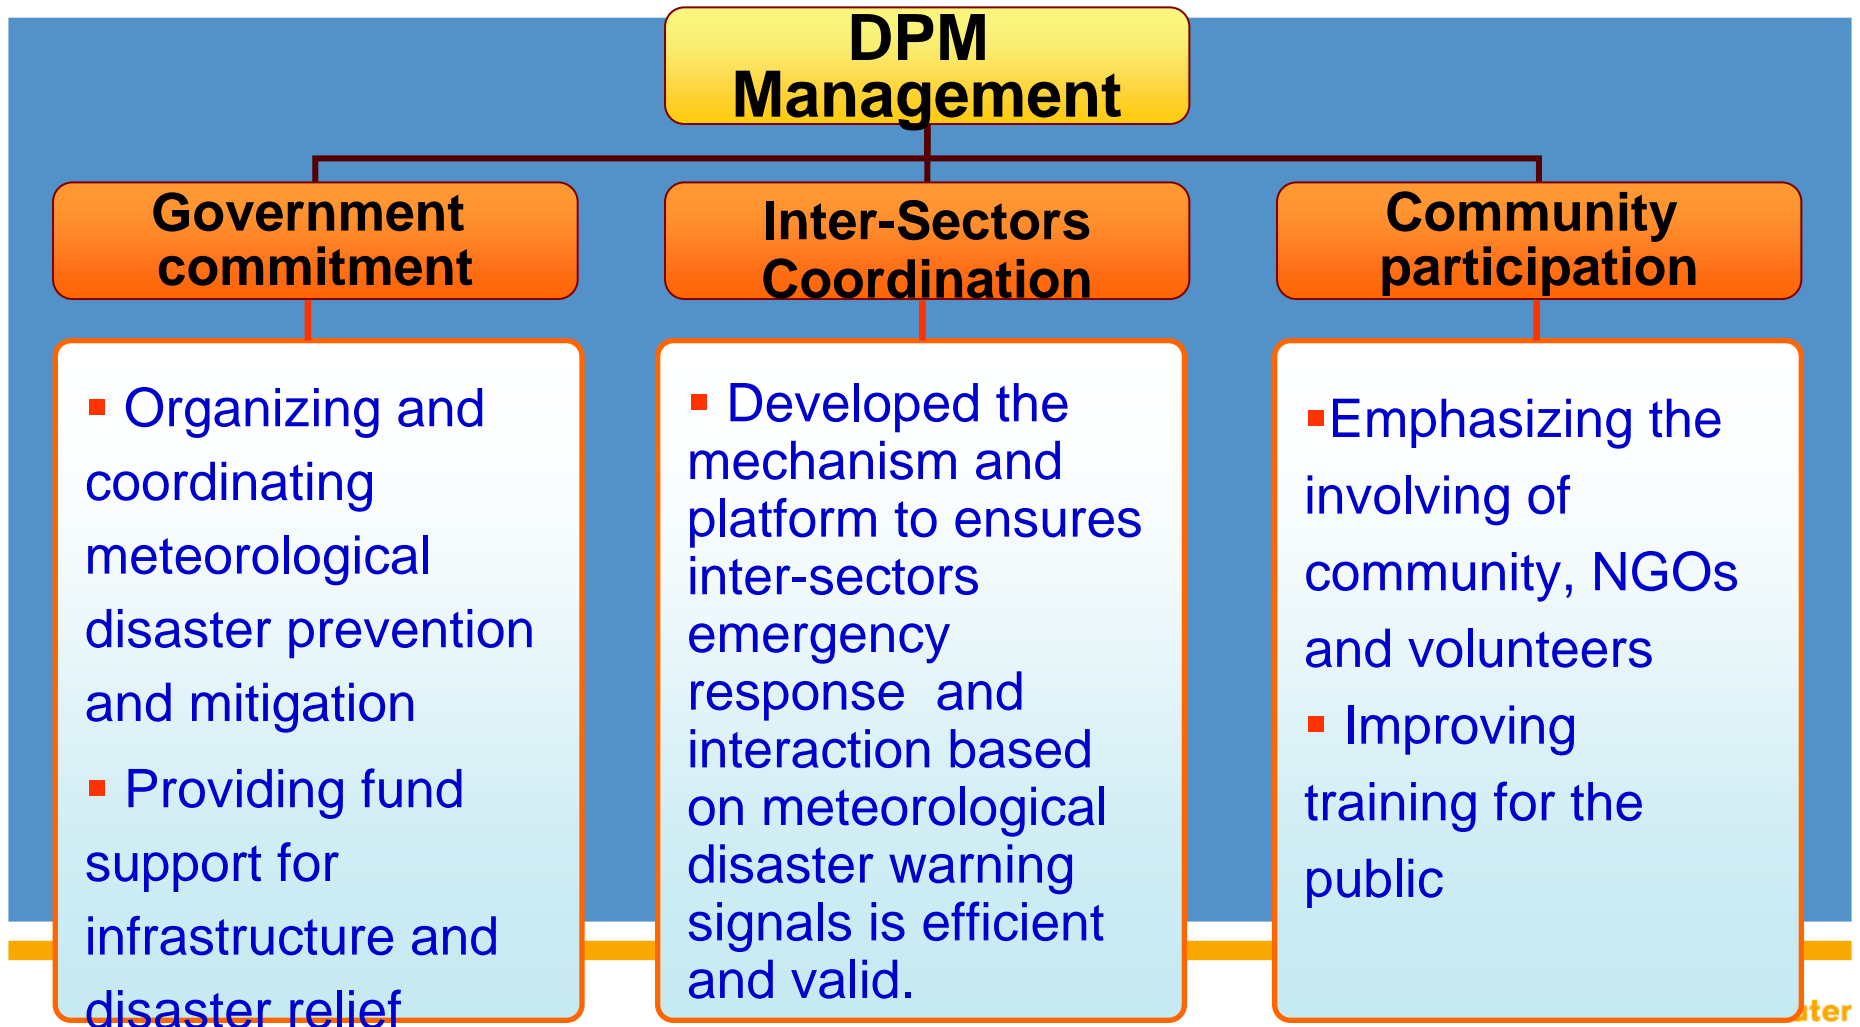 DPM
Management
Government
commitment
Inter-Sectors
Coordination
Community
participation
▪ Organizing and
coordinating
meteorological
disaster prevention
and mitigation
▪ Providing fund
support for
infrastructure and
disaster relief
▪ Developed the
mechanism and
platform to ensures
inter-sectors
emergency
response  and
interaction based
on meteorological
disaster warning
signals is efficient
and valid.
▪Emphasizing the
involving of
community, NGOs
and volunteers
▪ Improving
training for the
public